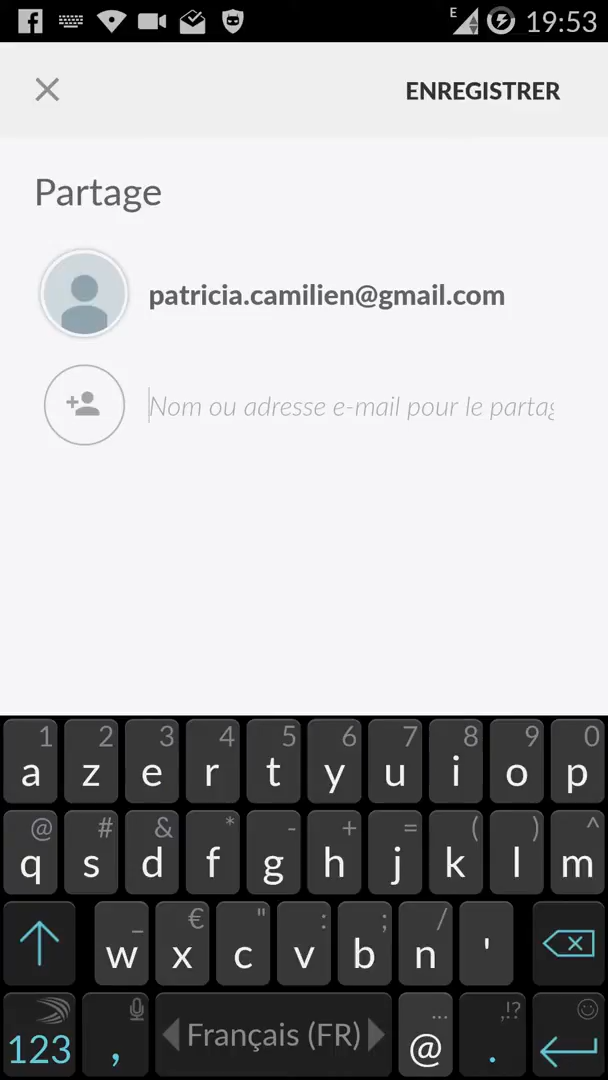 E 19:53
ENREGISTRER
Partage
patricia.camilien@gmail.com
Nom ou adresse e-mail pour le partag
1 2 3 4 5 6 7 8 9 0
a z e r t y u i o p
@ # & * - + = ( ) ^
q s d f g h j k l m
_ € " : ; /
w x c v b n '
... ,!?
123 , Français (FR) @ .